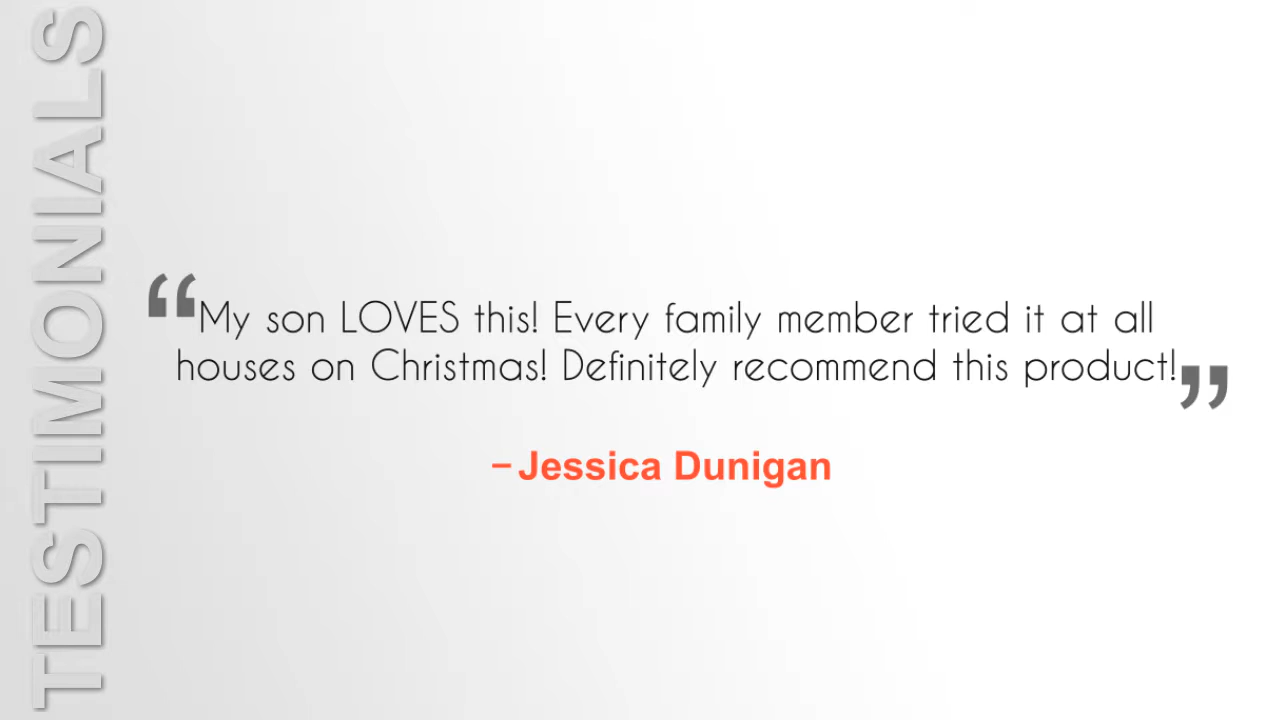 TESTIMONIALS
“My son LOVES this! Every family member tried it at all
houses on Christmas! Definitely recommend this product!”
– Jessica Dunigan